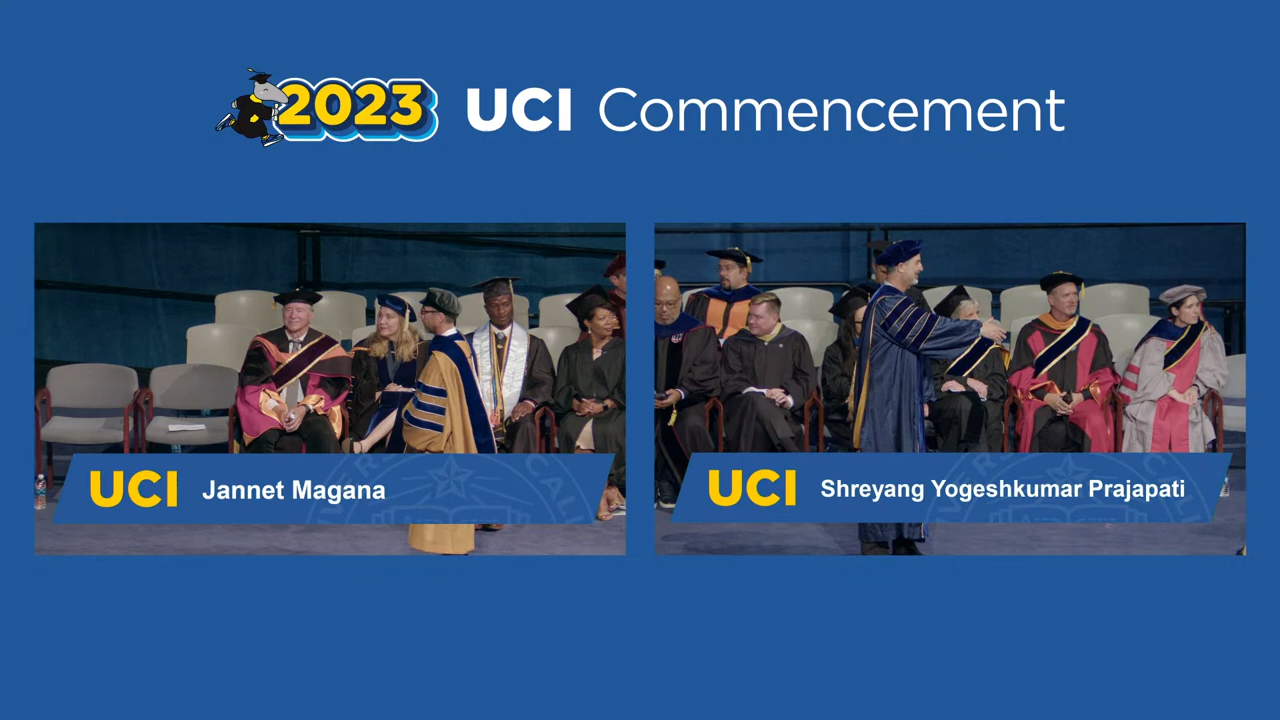 2023 UCI Commencement
UCI Jannet Magana
UCI Shreyang Yogeshkumar Prajapati